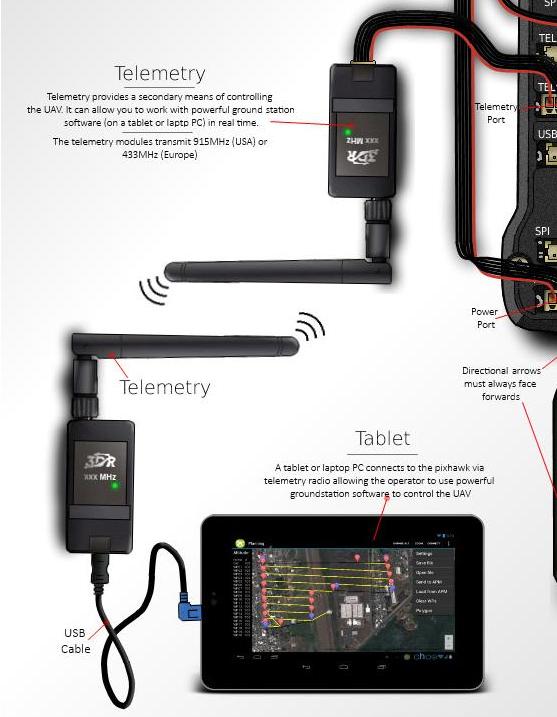 Telemetry
Telemetry provides a secondary means of controlling
the UAV. It can allow you to work with powerful ground station
software (on a tablet or laptp PC) in real time.
The telemetry modules transmit 915MHz (USA) or
433MHz (Europe)
3DR
xxx MHz
SP
TEL
TEL
Telemetry
Port
USB
SPI
Power
Port
Directional arrows
must always face
forwards
Telemetry
3DR
xxx MHz
USB
Cable
Tablet
A tablet or laptop PC connects to the pixhawk via
telemetry radio allowing the operator to use powerful
groundstation software to control the UAV
Planning
Altitude
Settings
Save file
Open file
Send to APM
Load from APM
Clear WPs
Polygon